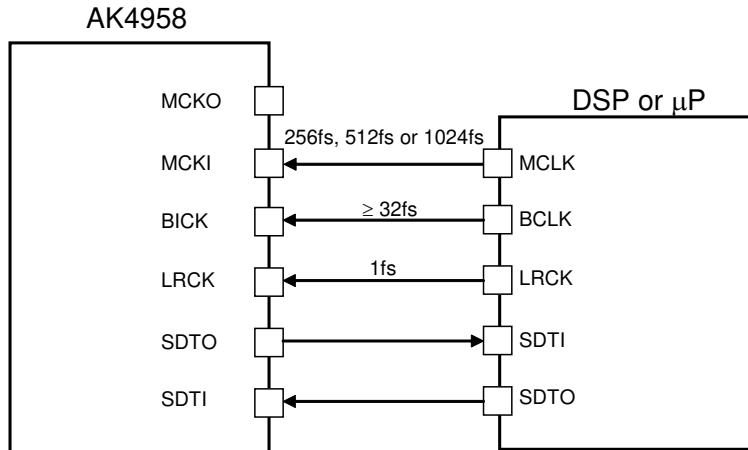 AK4958
DSP or µP
MCKO
256fs, 512fs or 1024fs
MCKI
MCLK
≥ 32fs
BICK
BCLK
1fs
LRCK
LRCK
SDTO
SDTI
SDTI
SDTO